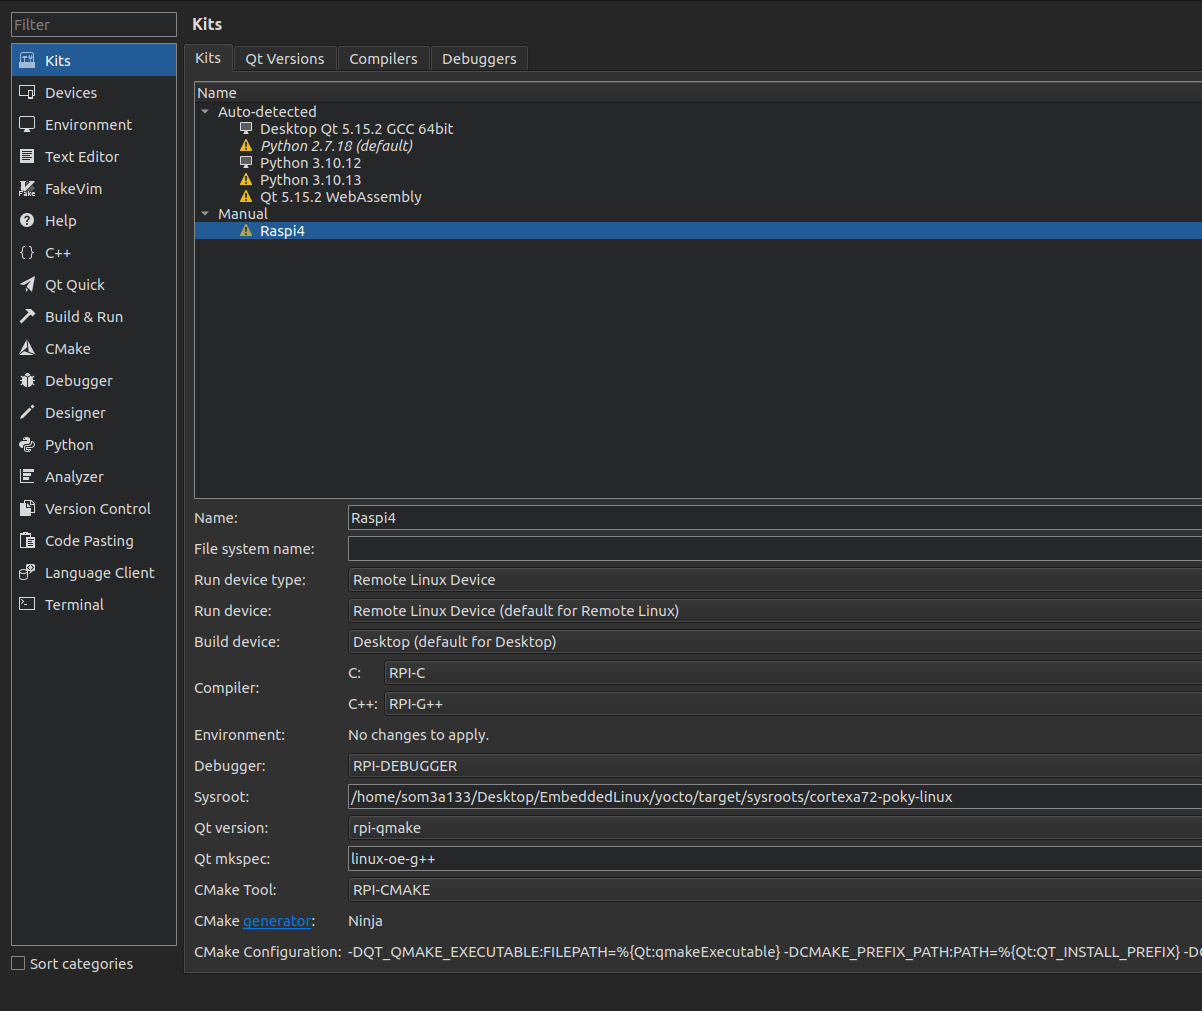 Filter
Kits
Devices
Environment
Text Editor
FakeVim
Help
C++
Qt Quick
Build & Run
CMake
Debugger
Designer
Python
Analyzer
Version Control
Code Pasting
Language Client
Terminal
Sort categories
Kits
Kits Qt Versions Compilers Debuggers
Name
Auto-detected
Desktop Qt 5.15.2 GCC 64bit
Python 2.7.18 (default)
Python 3.10.12
Python 3.10.13
Qt 5.15.2 WebAssembly
Manual
Raspi4
Name: Raspi4
File system name:
Run device type: Remote Linux Device
Run device: Remote Linux Device (default for Remote Linux)
Build device: Desktop (default for Desktop)
Compiler: C: RPI-C
C++: RPI-G++
Environment: No changes to apply.
Debugger: RPI-DEBUGGER
Sysroot: /home/som3a133/Desktop/EmbeddedLinux/yocto/target/sysroots/cortexa72-poky-linux
Qt version: rpi-qmake
Qt mkspec: linux-oe-g++
CMake Tool: RPI-CMAKE
CMake generator: Ninja
CMake Configuration: -DQT_QMAKE_EXECUTABLE:FILEPATH=%{Qt:qmakeExecutable} -DCMAKE_PREFIX_PATH:PATH=%{Qt:QT_INSTALL_PREFIX}